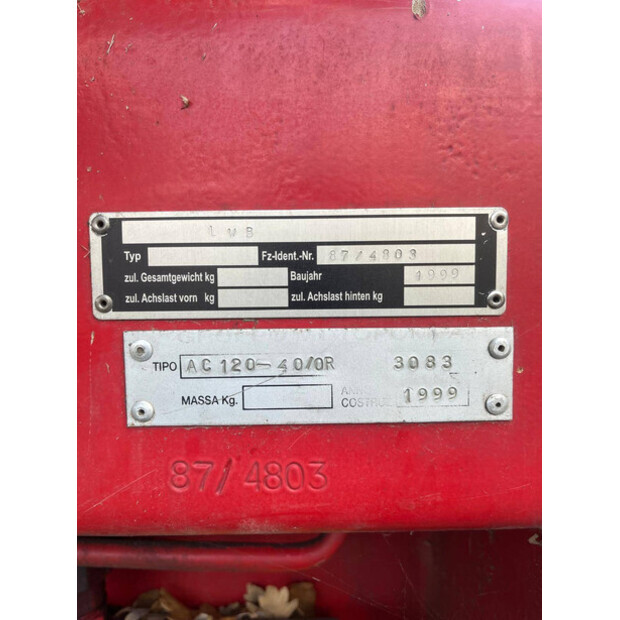 L W B
Typ Fz-Ident.-Nr. 87/4803
zul. Gesamtgewicht kg Baujahr 1999
zul. Achslast vorn kg zul. Achslast hinten kg
TIPO AC 120-40/0R 3083
MASSA Kg. COSTRUZ 1999
87/4803